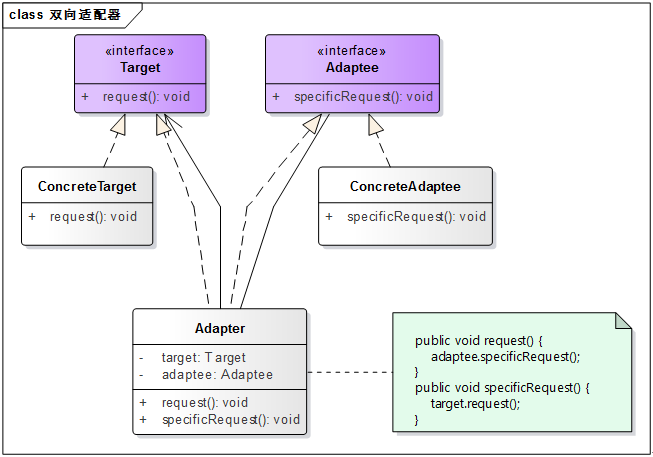 class 双向适配器
«interface»
Target
+ request(): void
«interface»
Adaptee
+ specificRequest(): void
ConcreteTarget
+ request(): void
ConcreteAdaptee
+ specificRequest(): void
Adapter
- target: Target
- adaptee: Adaptee
+ request(): void
+ specificRequest(): void
public void request() {
adaptee.specificRequest();
}
public void specificRequest() {
target.request();
}